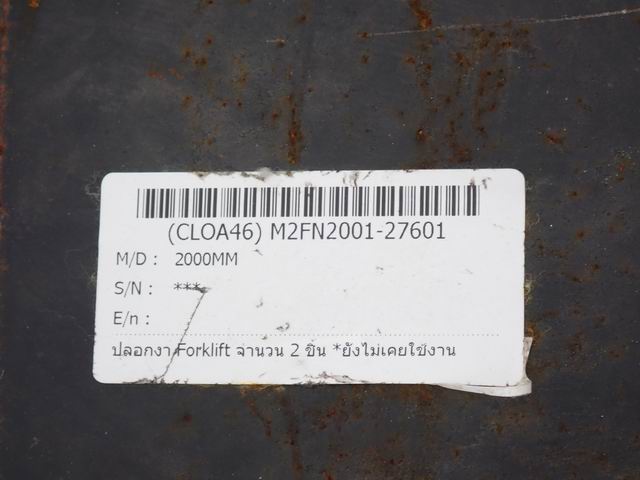 (CLOA46) M2FN2001-27601
M/D : 2000MM
S/N : ***
E/n :
ปลอกงา Forklift จำนวน 2 ชิ้น *ยังไม่เคยใช้งาน